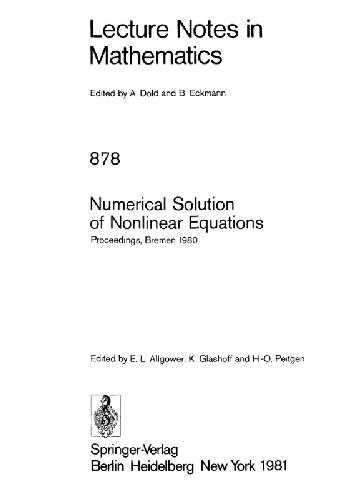 Lecture Notes in
Mathematics
Edited by A. Dold and B. Eckmann
878
Numerical Solution
of Nonlinear Equations
Proceedings, Bremen 1980
Edited by E. L. Allgower, K. Glashoff and H.-O. Peitgen
Springer-Verlag
Berlin Heidelberg New York 1981